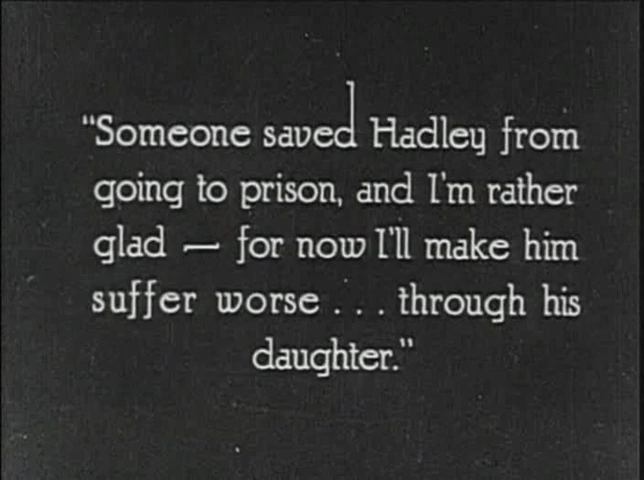 “Someone saved Hadley from
going to prison, and I'm rather
glad — for now I'll make him
suffer worse . . . through his
daughter.”